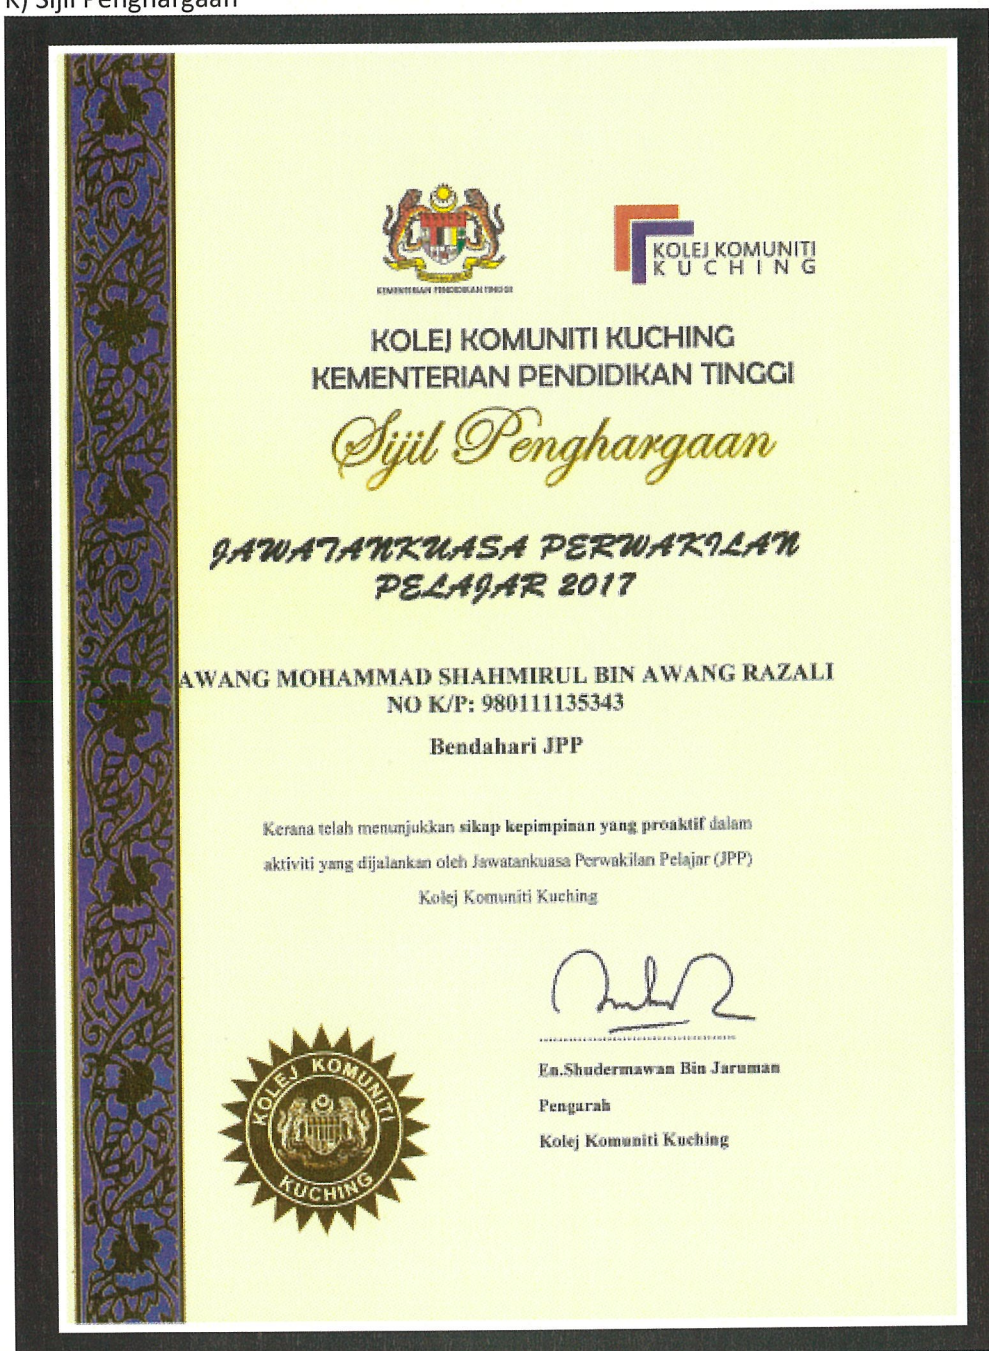 K) Sijil Penghargaan
KEMENTERIAN PENDIDIKAN TINGGI
KOLEJ KOMUNITI
KUCHING
KOLEJ KOMUNITI KUCHING
KEMENTERIAN PENDIDIKAN TINGGI
Sijil Penghargaan
JAWATANKUASA PERWAKILAN
PELAJAR 2017
AWANG MOHAMMAD SHAHMIRUL BIN AWANG RAZALI
NO K/P: 980111135343
Bendahari JPP
Kerana telah menunjukkan sikap kepimpinan yang proaktif dalam
aktiviti yang dijalankan oleh Jawatankuasa Perwakilan Pelajar (JPP)
Kolej Komuniti Kuching
En.Shudermawan Bin Jaruman
Pengarah
Kolej Komuniti Kuching
KOLEJ KOMUNITI
KUCHING